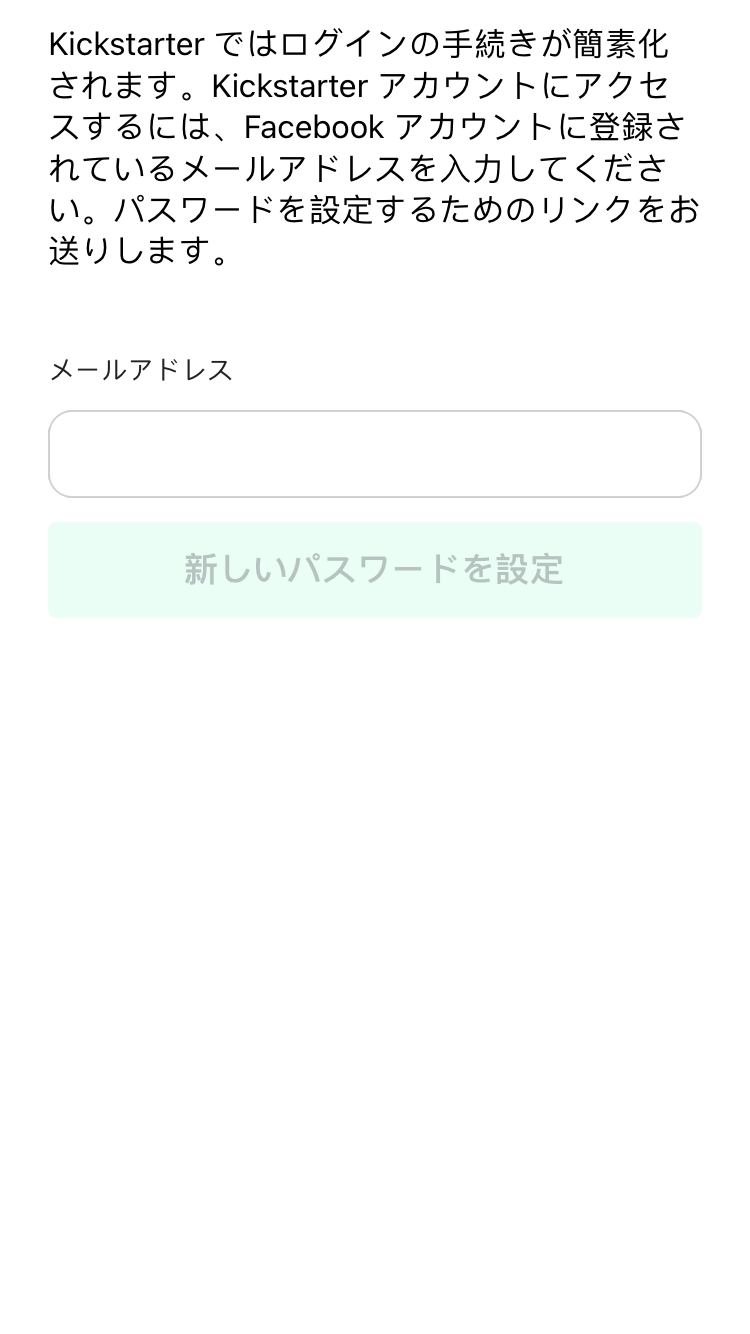 Kickstarter ではログインの手続きが簡素化
されます。Kickstarter アカウントにアクセ
スするには、Facebook アカウントに登録さ
れているメールアドレスを入力してくださ
い。パスワードを設定するためのリンクをお
送りします。
メールアドレス
新しいパスワードを設定